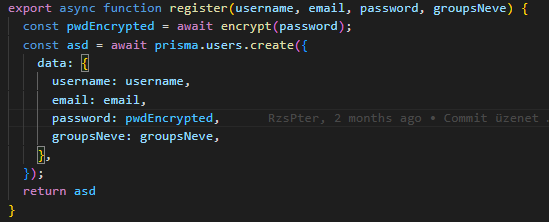 export async function register(username, email, password, groupsNeve) {
  const pwdEncrypted = await encrypt(password);
  const asd = await prisma.users.create({
    data: {
      username: username,
      email: email,
      password: pwdEncrypted,     RzsPter, 2 months ago • Commit üzenet .
      groupsNeve: groupsNeve,
    },
  });
  return asd
}